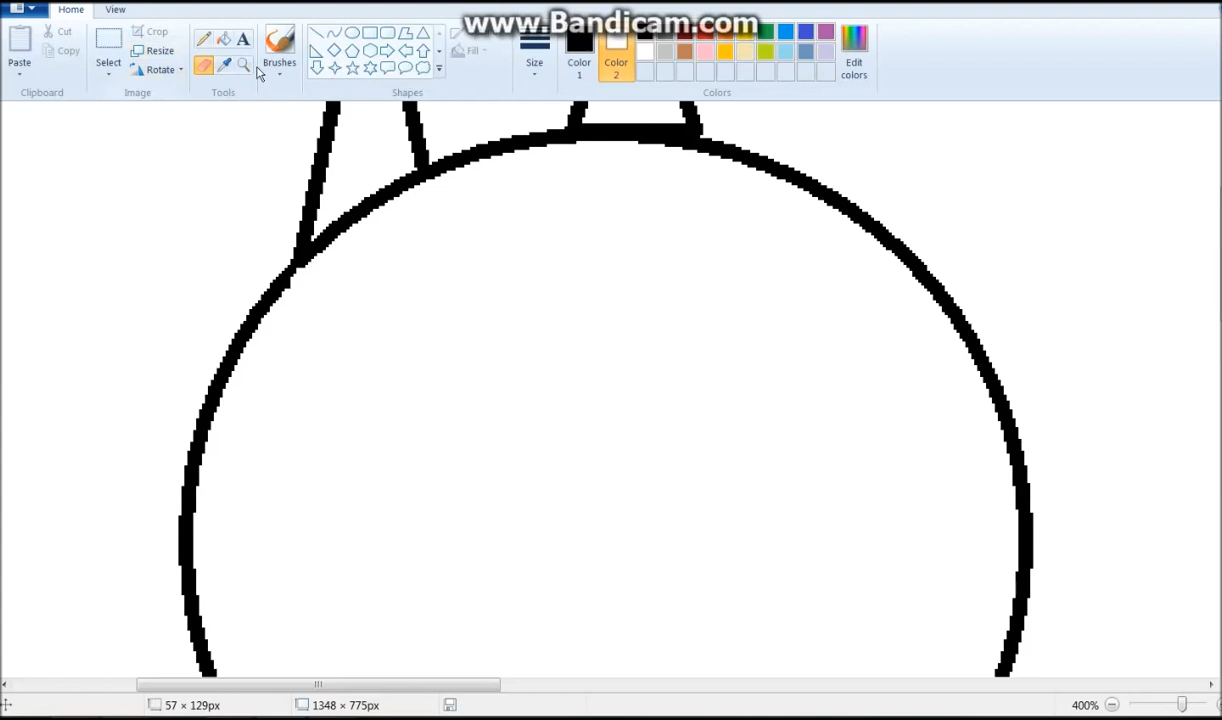 Home View
www.Bandicam.com
Paste
Cut
Copy
Clipboard
Select
Crop
Resize
Rotate
Image
A
Tools
Brushes
Fill
Shapes
Size
Color 1
Color 2
Edit colors
Colors
57 × 129px
1348 × 775px
400%